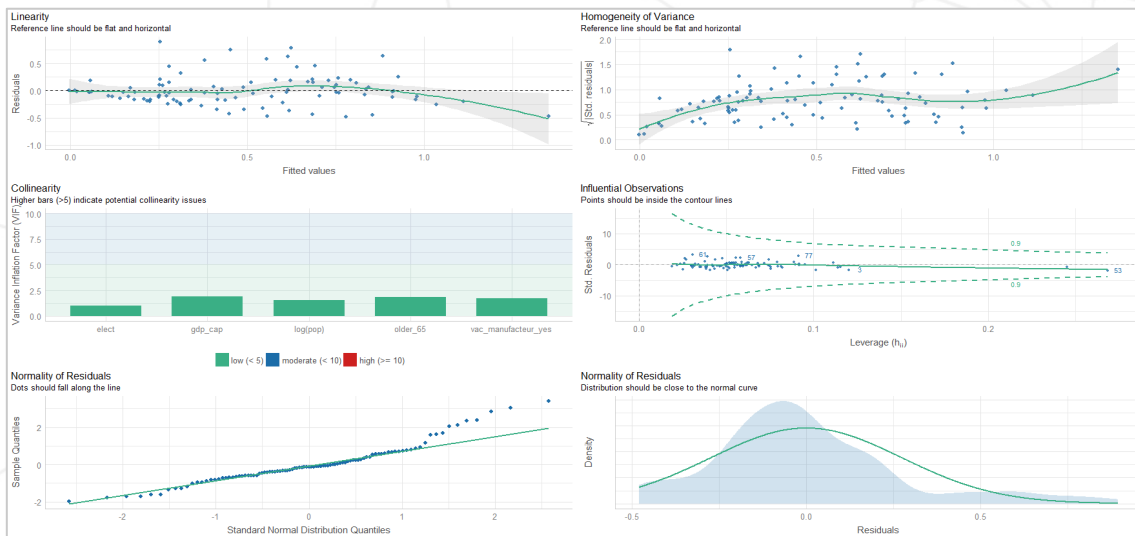 Linearity
Reference line should be flat and horizontal
Residuals
0.5
0.0
-0.5
-1.0
0.0
0.5
1.0
Fitted values
Homogeneity of Variance
Reference line should be flat and horizontal
√|Std. residuals|
2.0
1.5
1.0
0.5
0.0
0.0
0.5
1.0
Fitted values
Collinearity
Higher bars (>5) indicate potential collinearity issues
Variance Inflation Factor (VIF)
10.0
7.5
5.0
2.5
0.0
elect
gdp_cap
log(pop)
older_65
vac_manufacteur_yes
low (< 5)
moderate (< 10)
high (>= 10)
Influential Observations
Points should be inside the contour lines
Std. Residuals
10
0
-10
0.9
61
57
77
3
53
0.9
0.0
0.1
0.2
Leverage (hii)
Normality of Residuals
Dots should fall along the line
Sample Quantiles
2
0
-2
-2
-1
0
1
2
Standard Normal Distribution Quantiles
Normality of Residuals
Distribution should be close to the normal curve
Density
-0.5
0.0
0.5
Residuals